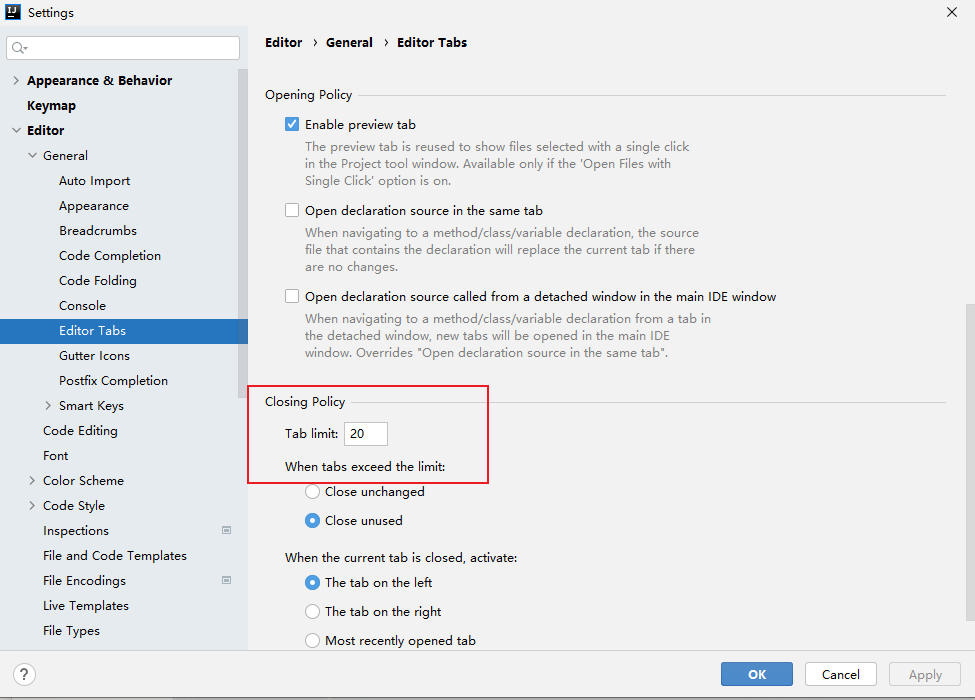 IJ Settings
Appearance & Behavior
Keymap
Editor
General
Auto Import
Appearance
Breadcrumbs
Code Completion
Code Folding
Console
Editor Tabs
Gutter Icons
Postfix Completion
Smart Keys
Code Editing
Font
Color Scheme
Code Style
Inspections
File and Code Templates
File Encodings
Live Templates
File Types
Editor › General › Editor Tabs
Opening Policy
Enable preview tab
The preview tab is reused to show files selected with a single click
in the Project tool window. Available only if the 'Open Files with
Single Click' option is on.
Open declaration source in the same tab
When navigating to a method/class/variable declaration, the source
file that contains the declaration will replace the current tab if there
are no changes.
Open declaration source called from a detached window in the main IDE window
When navigating to a method/class/variable declaration from a tab in
the detached window, new tabs will be opened in the main IDE
window. Overrides "Open declaration source in the same tab".
Closing Policy
Tab limit: 20
When tabs exceed the limit:
Close unchanged
Close unused
When the current tab is closed, activate:
The tab on the left
The tab on the right
Most recently opened tab
? OK Cancel Apply